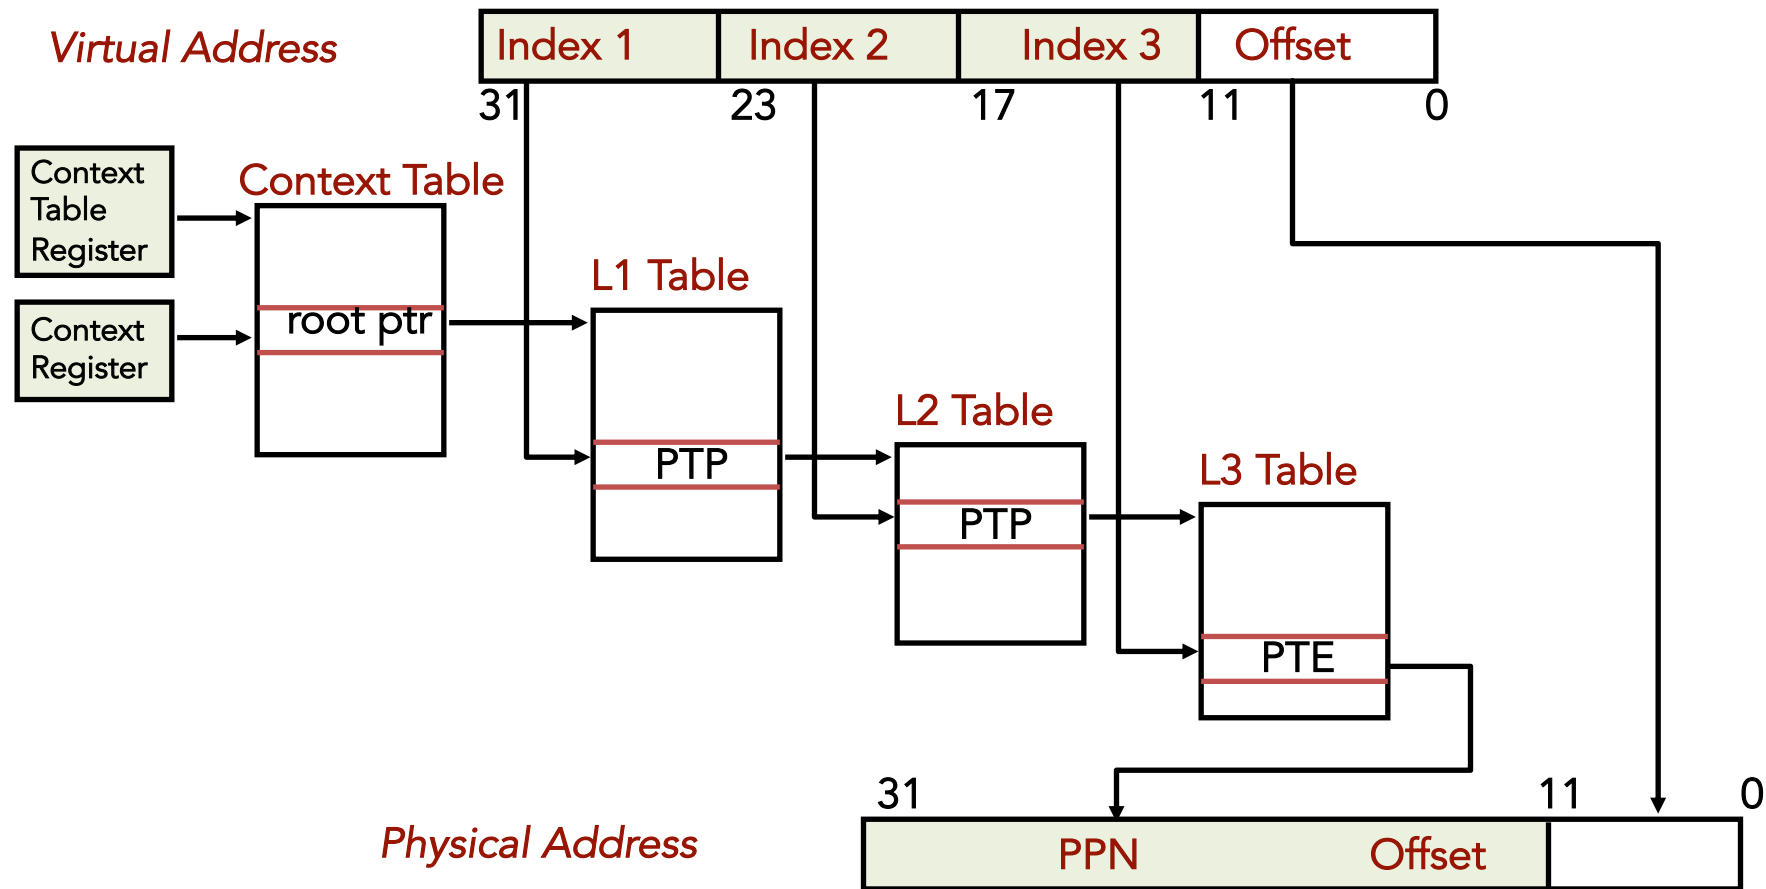 Virtual Address
Index 1 Index 2 Index 3 Offset
31 23 17 11 0
Context
Table
Register
Context Table
Context
Register
root ptr
L1 Table
PTP
L2 Table
PTP
L3 Table
PTE
31 11 0
Physical Address
PPN Offset